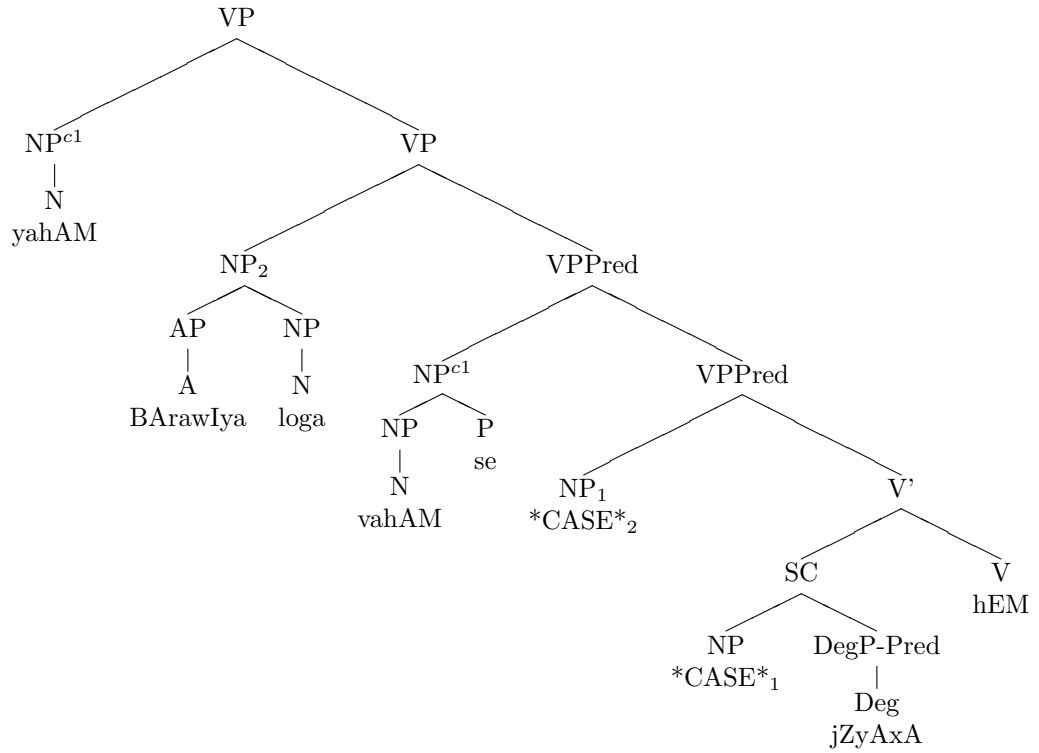 VP
NP^{c1} VP
N
yahAM
NP_2 VPPred
AP NP
NP^{c1} VPPred
A N
BArawIya loga
NP P
se
N
vahAM
NP_1 V'
*CASE*_2
SC V
hEM
NP DegP-Pred
*CASE*_1
Deg
jZyAxA